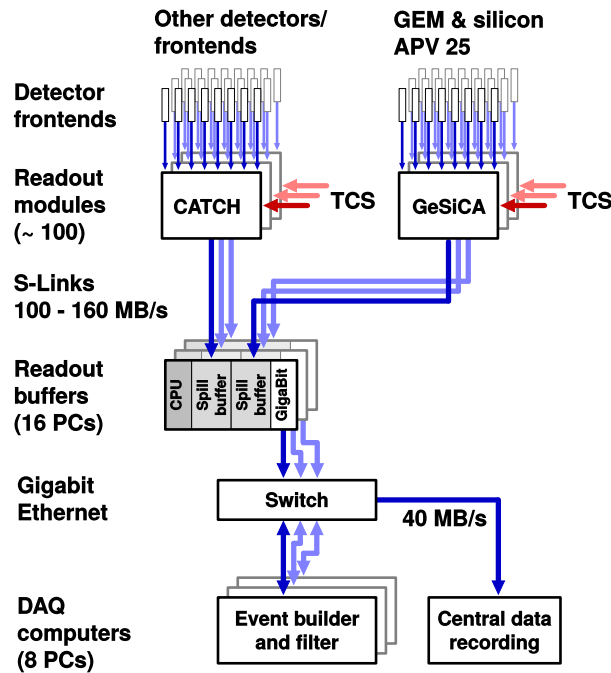 Other detectors/
frontends
GEM & silicon
APV 25
Detector
frontends
Readout
modules
(~ 100)
CATCH
TCS
GeSiCA
TCS
S-Links
100 - 160 MB/s
Readout
buffers
(16 PCs)
CPU
Spill
buffer
Spill
buffer
GigaBit
Gigabit
Ethernet
Switch
40 MB/s
DAQ
computers
(8 PCs)
Event builder
and filter
Central data
recording